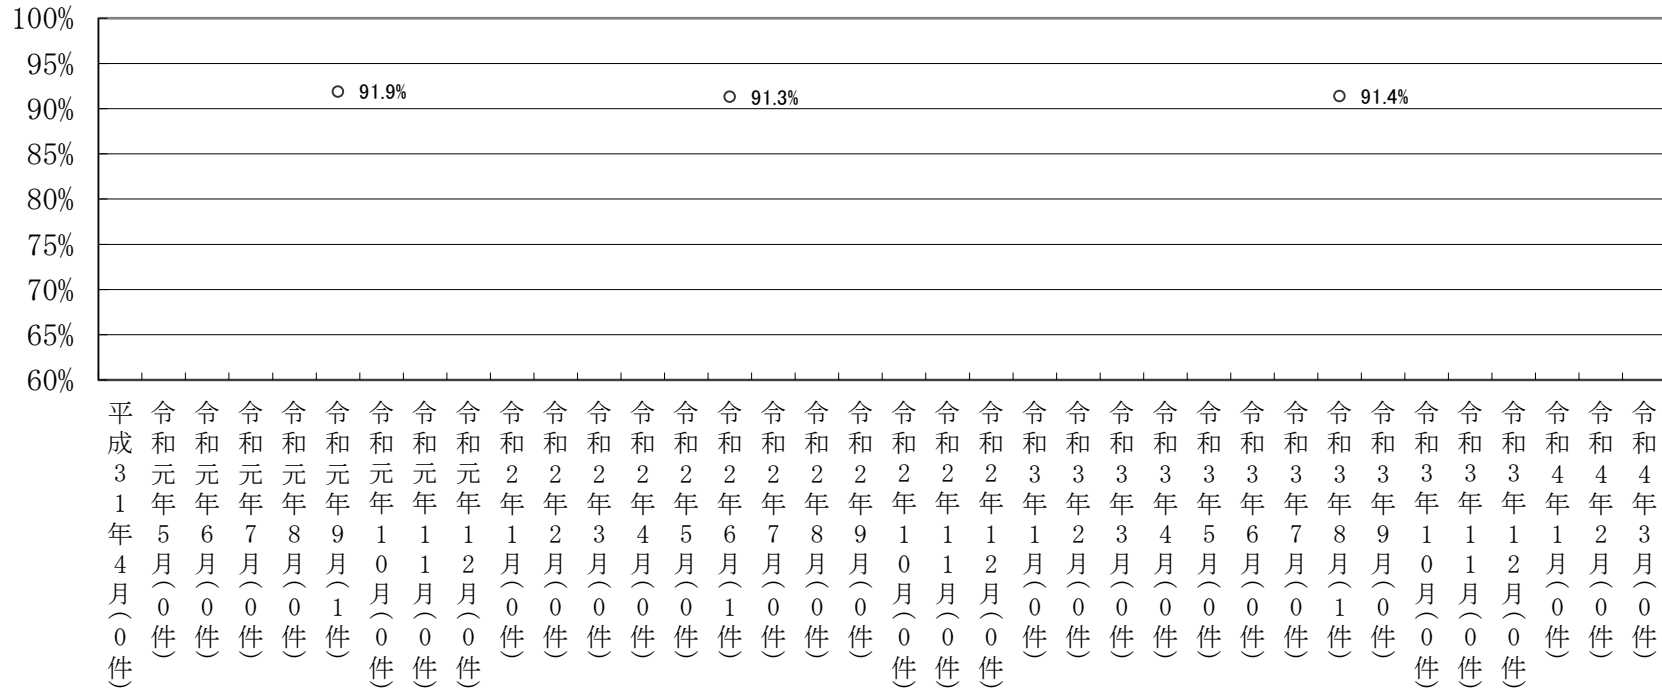 100%
95%
90%
85%
80%
75%
70%
65%
60%
91.9%
91.3%
91.4%
平成31年4月(0件)
令和元年5月(0件)
令和元年6月(0件)
令和元年7月(0件)
令和元年8月(0件)
令和元年9月(1件)
令和元年10月(0件)
令和元年11月(0件)
令和元年12月(0件)
令和2年1月(0件)
令和2年2月(0件)
令和2年3月(0件)
令和2年4月(0件)
令和2年5月(0件)
令和2年6月(1件)
令和2年7月(0件)
令和2年8月(0件)
令和2年9月(0件)
令和2年10月(0件)
令和2年11月(0件)
令和2年12月(0件)
令和3年1月(0件)
令和3年2月(0件)
令和3年3月(0件)
令和3年4月(0件)
令和3年5月(0件)
令和3年6月(0件)
令和3年7月(0件)
令和3年8月(1件)
令和3年9月(0件)
令和3年10月(0件)
令和3年11月(0件)
令和3年12月(0件)
令和4年1月(0件)
令和4年2月(0件)
令和4年3月(0件)